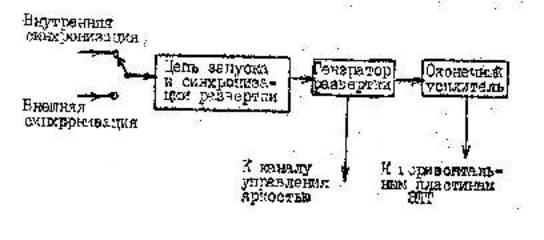 Внутренняя
синхронизация
Цепь запуска
и синхрониза-
ции развертки
Генератор
развертки
Оконечный
усилитель
Внешняя
синхронизация
К каналу
управления
яркостью
К горизонталь-
ным пластинам
ЭЛТ